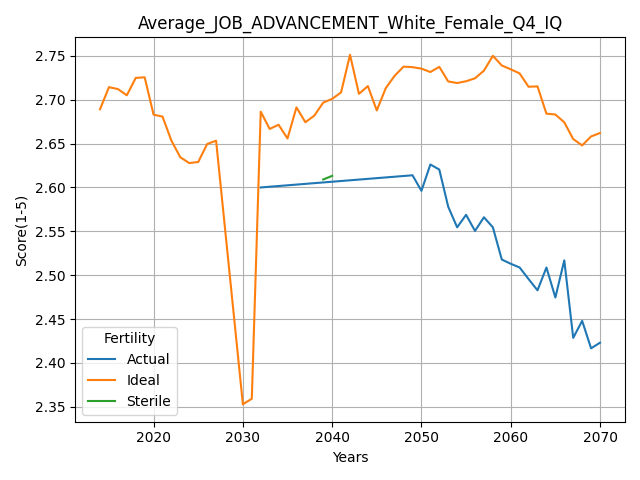 Average_JOB_ADVANCEMENT_White_Female_Q4_IQ
Score(1-5)
2.75
2.70
2.65
2.60
2.55
2.50
2.45
2.40
2.35
Fertility
Actual
Ideal
Sterile
2020 2030 2040 2050 2060 2070
Years